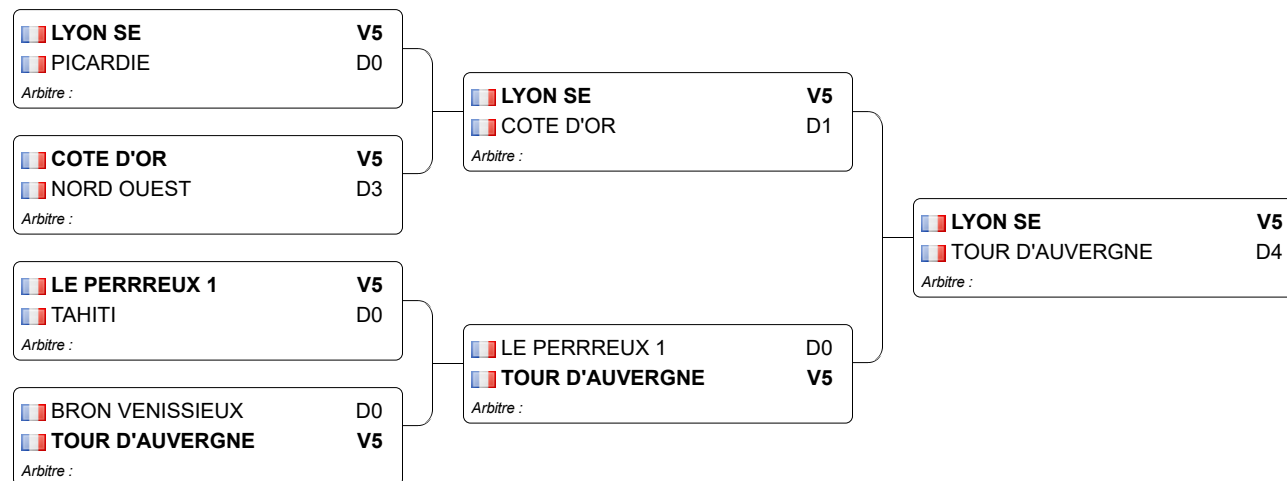 LYON SE V5
PICARDIE D0
Arbitre :
COTE D'OR V5
NORD OUEST D3
Arbitre :
LE PERRREUX 1 V5
TAHITI D0
Arbitre :
BRON VENISSIEUX D0
TOUR D'AUVERGNE V5
Arbitre :
LYON SE V5
COTE D'OR D1
Arbitre :
LE PERRREUX 1 D0
TOUR D'AUVERGNE V5
Arbitre :
LYON SE V5
TOUR D'AUVERGNE D4
Arbitre :